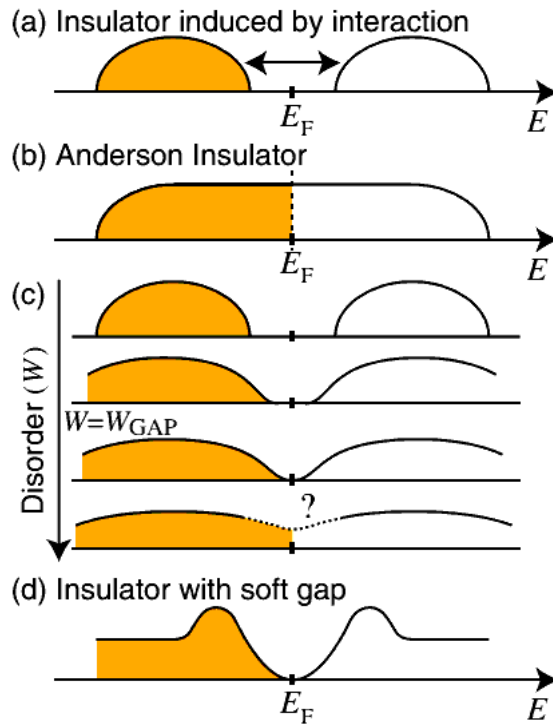 (a) Insulator induced by interaction
E_F
E
(b) Anderson Insulator
E_F
E
(c)
Disorder (W)
W=W_GAP
?
(d) Insulator with soft gap
E_F
E